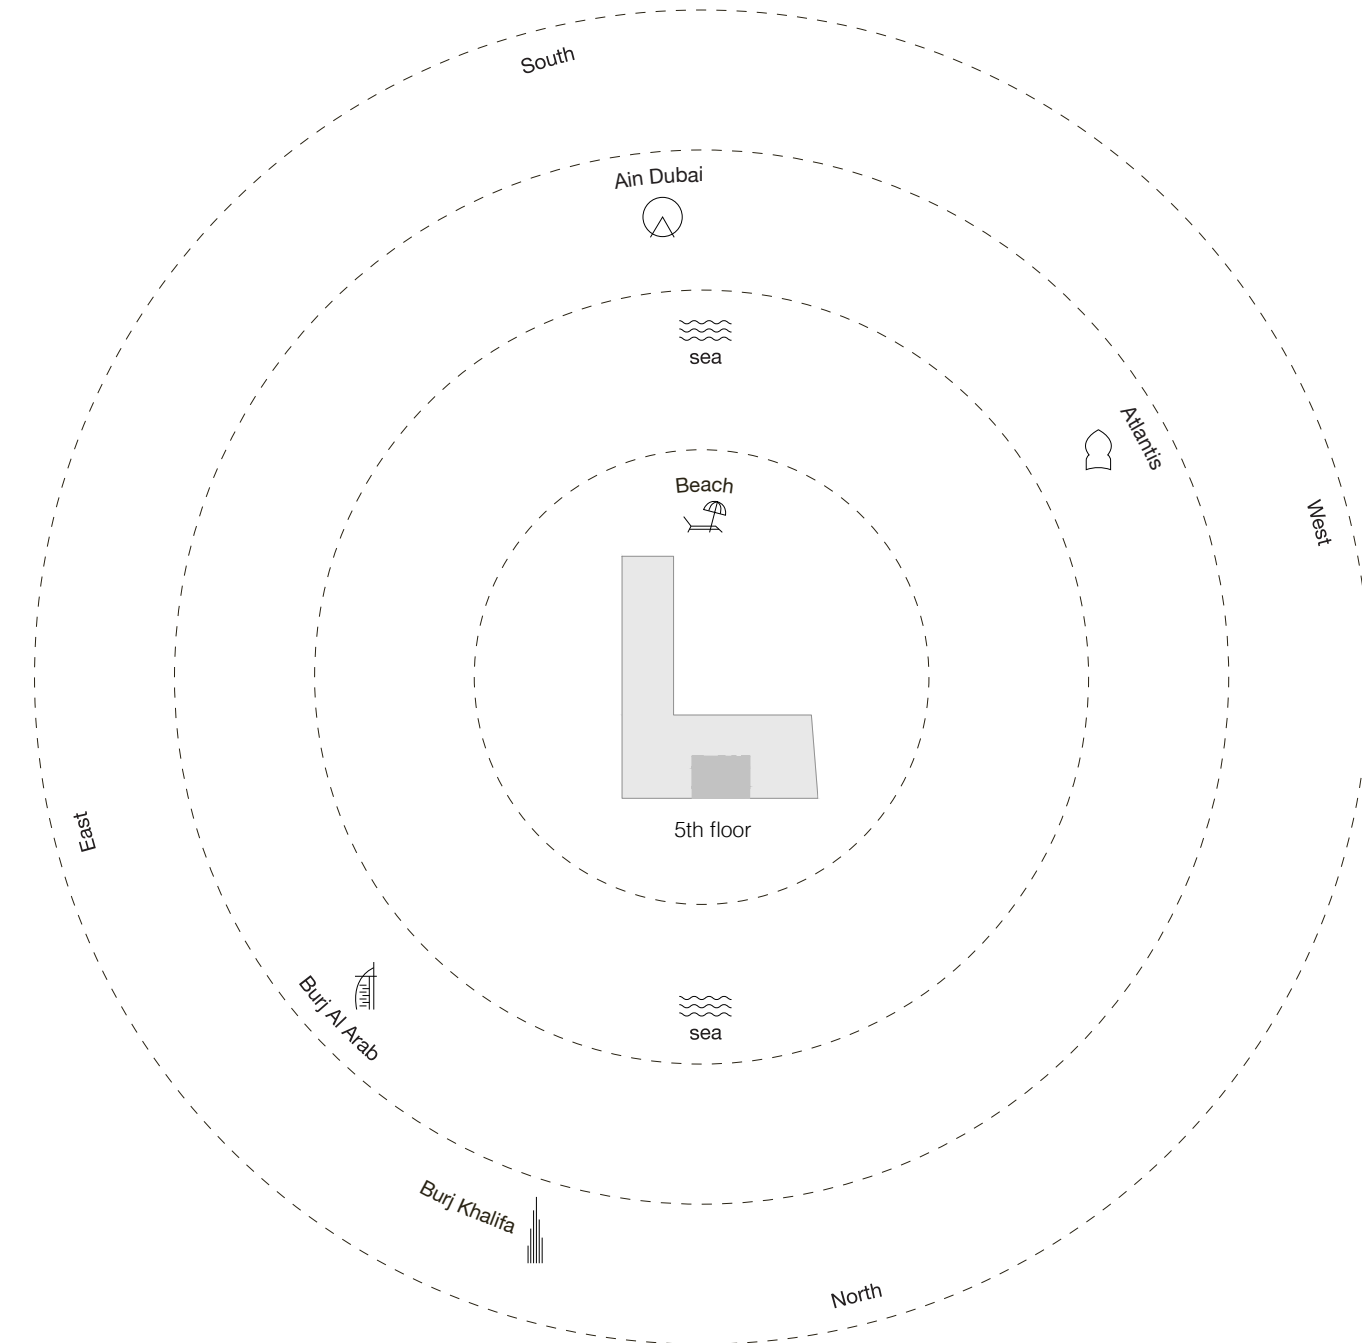 South
Ain Dubai
sea
Atlantis
Beach
West
East
5th floor
Burj Al Arab
sea
Burj Khalifa
North